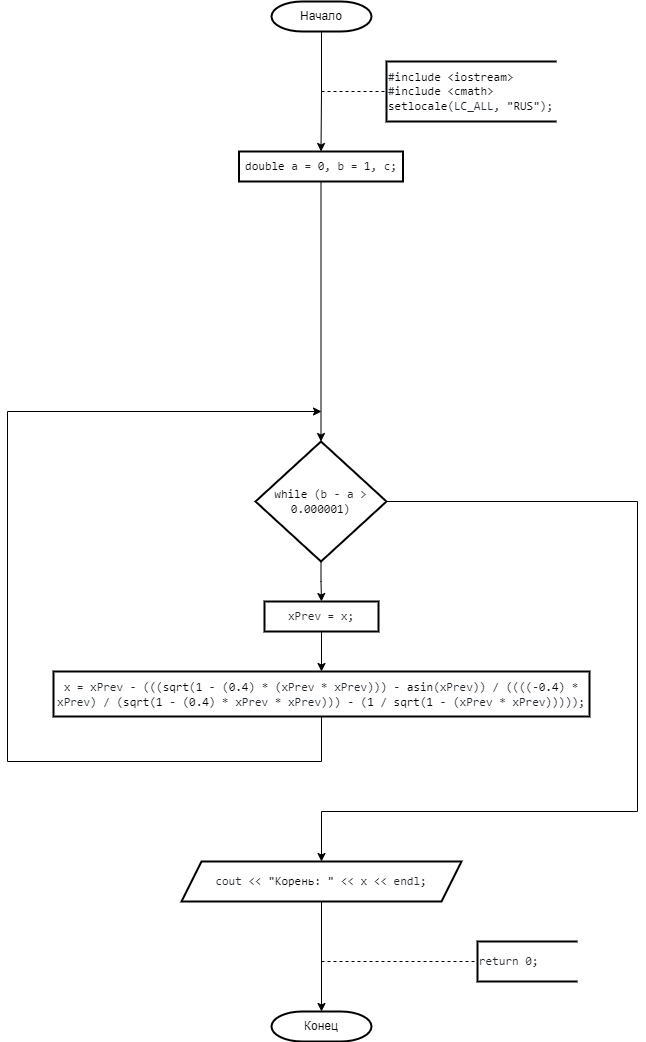 Начало
#include <iostream>
#include <cmath>
setlocale(LC_ALL, "RUS");
double a = 0, b = 1, c;
while (b - a >
0.000001)
xPrev = x;
x = xPrev - (((sqrt(1 - (0.4) * (xPrev * xPrev))) - asin(xPrev)) / ((((-0.4) *
xPrev) / (sqrt(1 - (0.4) * xPrev * xPrev))) - (1 / sqrt(1 - (xPrev * xPrev)))));
cout << "Корень: " << x << endl;
return 0;
Конец